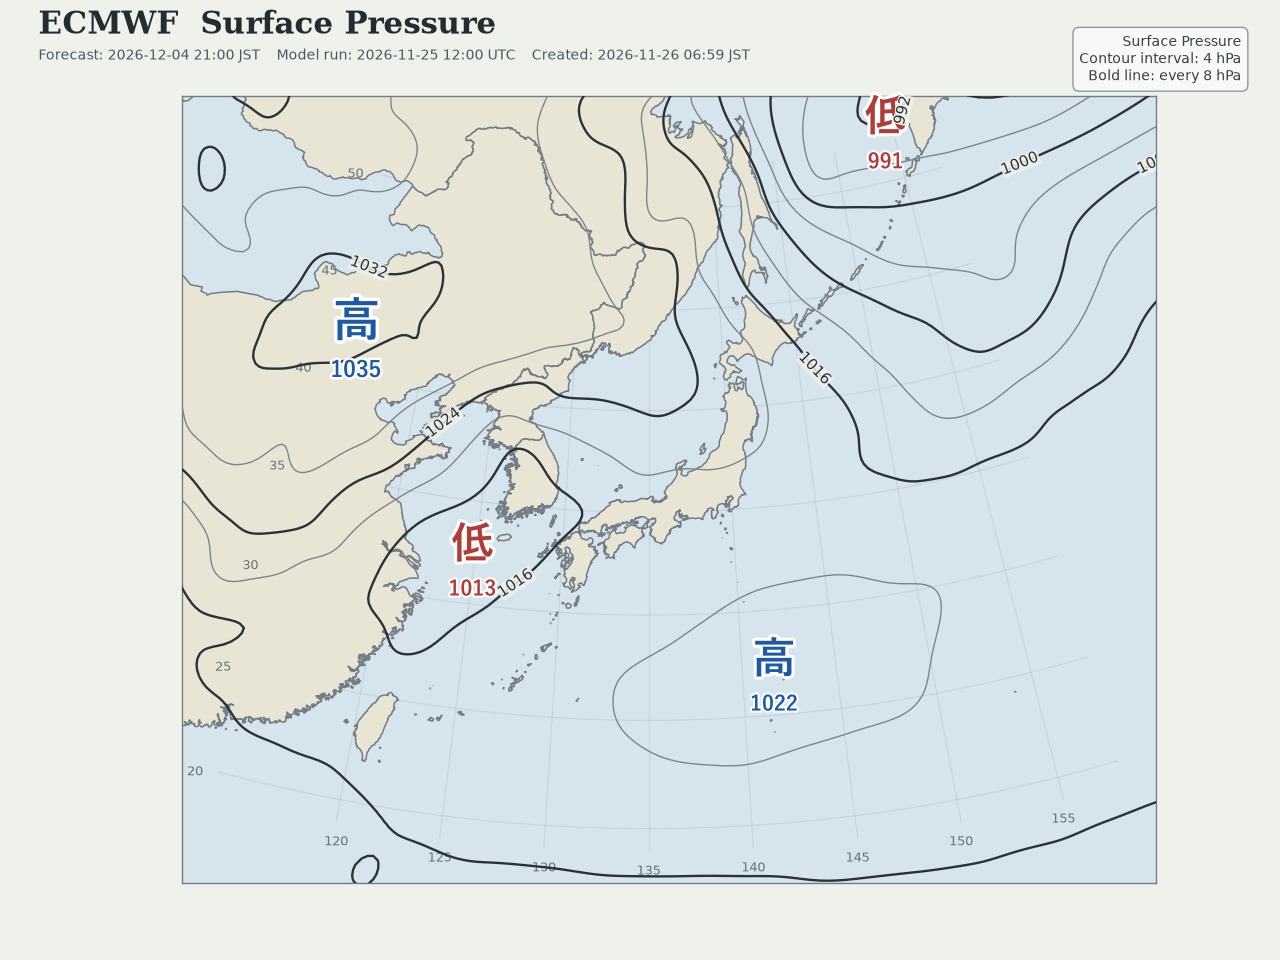 ECMWF  Surface Pressure
Forecast: 2026-12-04 21:00 JST    Model run: 2026-11-25 12:00 UTC    Created: 2026-11-26 06:59 JST
Surface Pressure
Contour interval: 4 hPa
Bold line: every 8 hPa
低
992
991
1000
50
1032
45
高
1035
40
1016
1024
35
低
1013
1016
30
25
高
1022
20
120
125
130
135
140
145
150
155